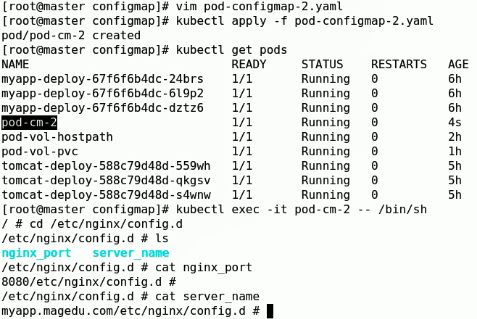 [root@master configmap]# vim pod-configmap-2.yaml
[root@master configmap]# kubectl apply -f pod-configmap-2.yaml
pod/pod-cm-2 created
[root@master configmap]# kubectl get pods
NAME READY STATUS RESTARTS AGE
myapp-deploy-67f6f6b4dc-24brs 1/1 Running 0 6h
myapp-deploy-67f6f6b4dc-6l9p2 1/1 Running 0 6h
myapp-deploy-67f6f6b4dc-dztz6 1/1 Running 0 6h
pod-cm-2 1/1 Running 0 4s
pod-vol-hostpath 1/1 Running 0 2h
pod-vol-pvc 1/1 Running 0 1h
tomcat-deploy-588c79d48d-559wh 1/1 Running 0 5h
tomcat-deploy-588c79d48d-qkgsv 1/1 Running 0 5h
tomcat-deploy-588c79d48d-s4wnw 1/1 Running 0 5h
[root@master configmap]# kubectl exec -it pod-cm-2 -- /bin/sh
/ # cd /etc/nginx/config.d
/etc/nginx/config.d # ls
nginx_port server_name
/etc/nginx/config.d # cat nginx_port
8080/etc/nginx/config.d #
/etc/nginx/config.d # cat server_name
myapp.magedu.com/etc/nginx/config.d #